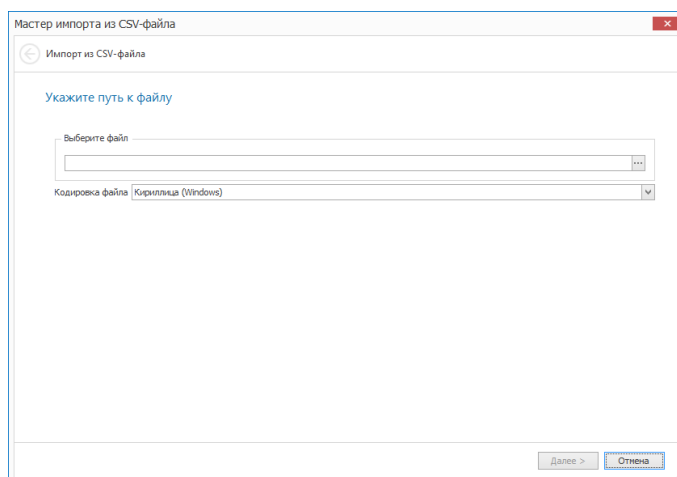 Мастер импорта из CSV-файла
Импорт из CSV-файла
Укажите путь к файлу
Выберите файл
...
Кодировка файла Кириллица (Windows)
Далее > Отмена